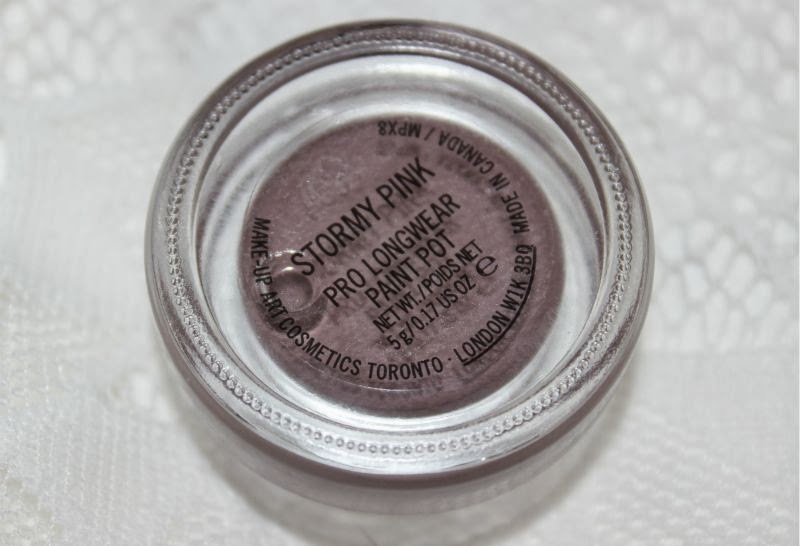 STORMY PINK
PRO LONGWEAR
PAINT POT
NET WT./POIDS NET
5 g/0.17 US OZ ℮
MAKE-UP ART COSMETICS TORONTO · LONDON W1K 3BQ MADE IN CANADA / MPX8